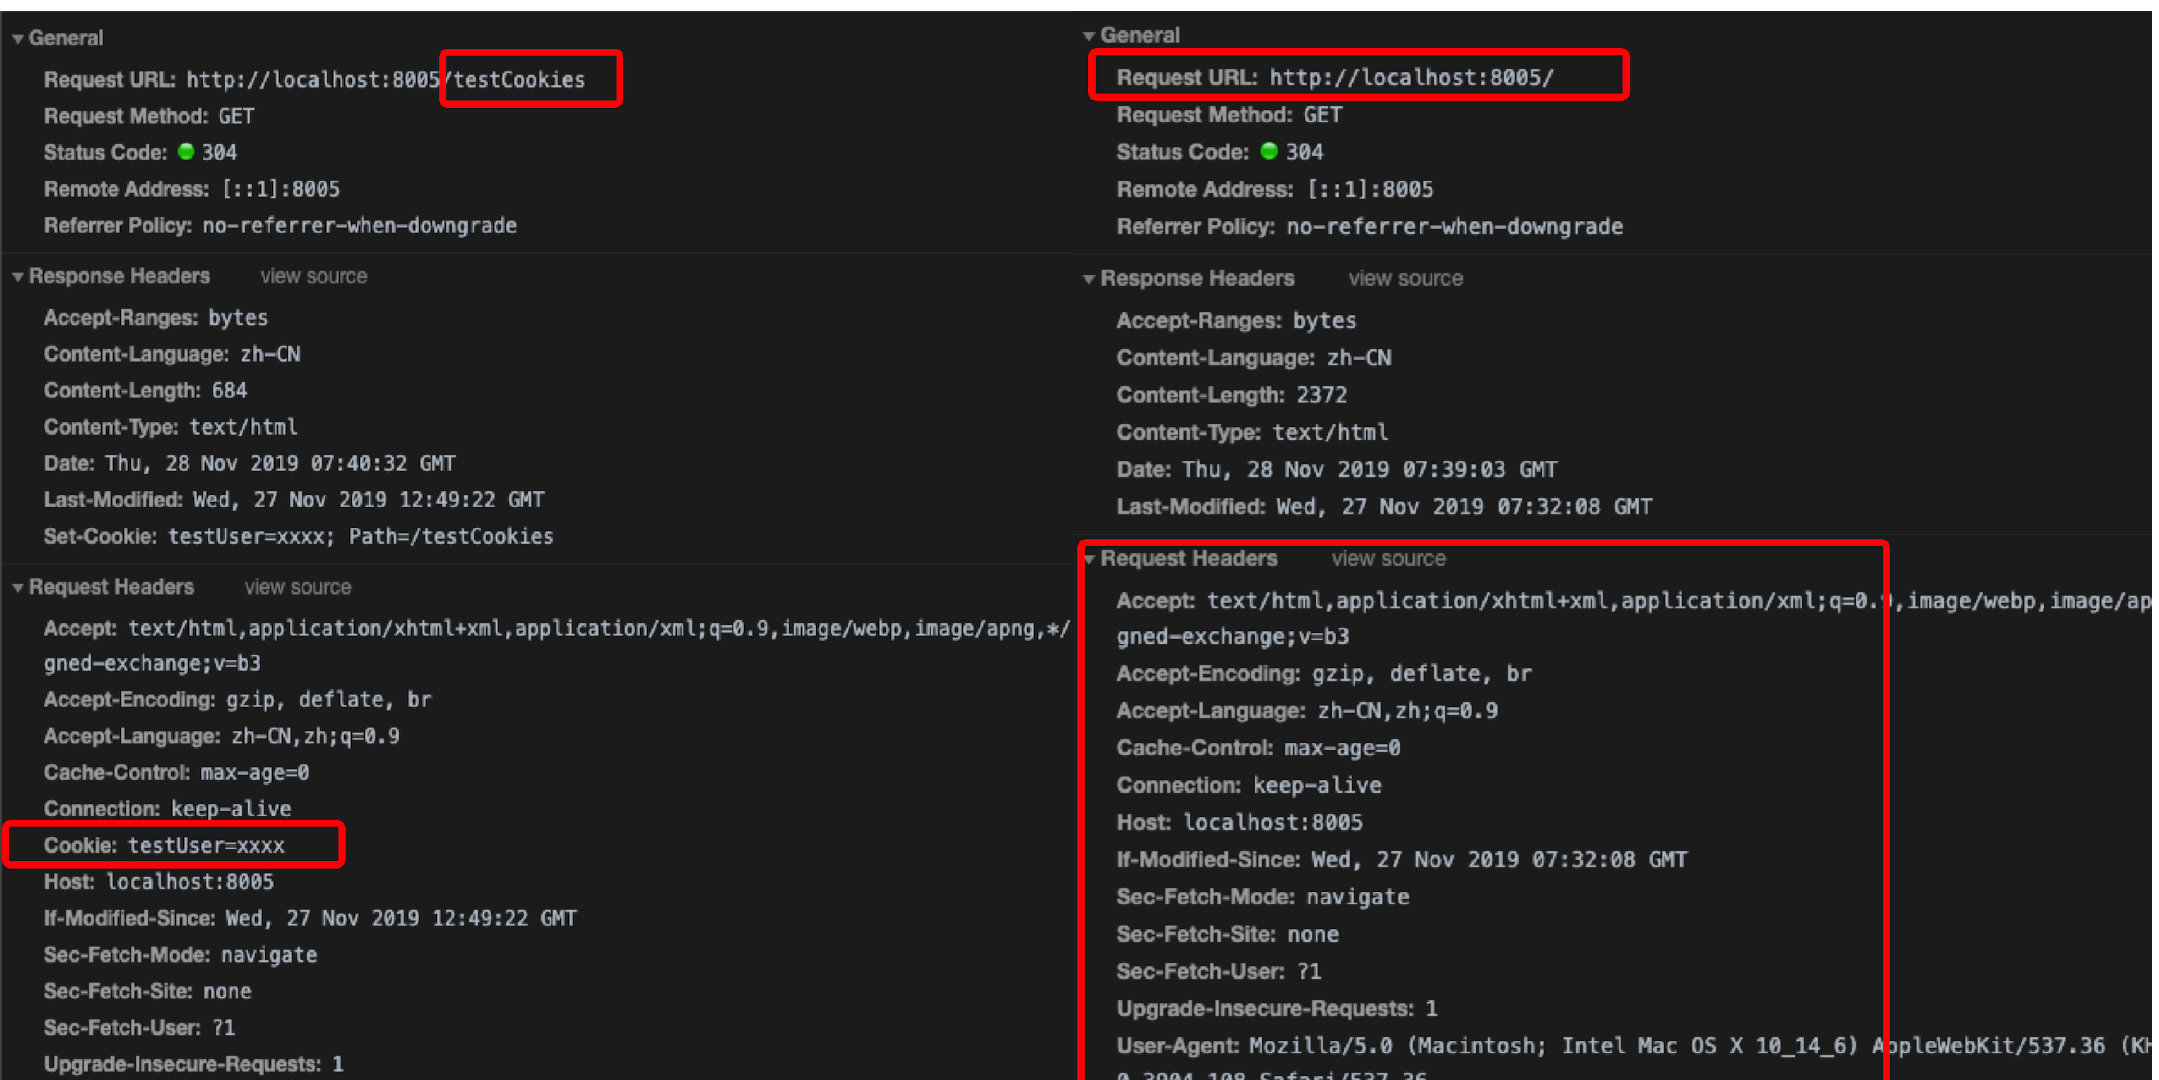 General
Request URL: http://localhost:8005/testCookies
Request Method: GET
Status Code: 304
Remote Address: [::1]:8005
Referrer Policy: no-referrer-when-downgrade
Response Headers view source
Accept-Ranges: bytes
Content-Language: zh-CN
Content-Length: 684
Content-Type: text/html
Date: Thu, 28 Nov 2019 07:40:32 GMT
Last-Modified: Wed, 27 Nov 2019 12:49:22 GMT
Set-Cookie: testUser=xxxx; Path=/testCookies
Request Headers view source
Accept: text/html,application/xhtml+xml,application/xml;q=0.9,image/webp,image/apng,*/
gned-exchange;v=b3
Accept-Encoding: gzip, deflate, br
Accept-Language: zh-CN,zh;q=0.9
Cache-Control: max-age=0
Connection: keep-alive
Cookie: testUser=xxxx
Host: localhost:8005
If-Modified-Since: Wed, 27 Nov 2019 12:49:22 GMT
Sec-Fetch-Mode: navigate
Sec-Fetch-Site: none
Sec-Fetch-User: ?1
Upgrade-Insecure-Requests: 1
General
Request URL: http://localhost:8005/
Request Method: GET
Status Code: 304
Remote Address: [::1]:8005
Referrer Policy: no-referrer-when-downgrade
Response Headers view source
Accept-Ranges: bytes
Content-Language: zh-CN
Content-Length: 2372
Content-Type: text/html
Date: Thu, 28 Nov 2019 07:39:03 GMT
Last-Modified: Wed, 27 Nov 2019 07:32:08 GMT
Request Headers view source
Accept: text/html,application/xhtml+xml,application/xml;q=0.9,image/webp,image/ap
gned-exchange;v=b3
Accept-Encoding: gzip, deflate, br
Accept-Language: zh-CN,zh;q=0.9
Cache-Control: max-age=0
Connection: keep-alive
Host: localhost:8005
If-Modified-Since: Wed, 27 Nov 2019 07:32:08 GMT
Sec-Fetch-Mode: navigate
Sec-Fetch-Site: none
Sec-Fetch-User: ?1
Upgrade-Insecure-Requests: 1
User-Agent: Mozilla/5.0 (Macintosh; Intel Mac OS X 10_14_6) AppleWebKit/537.36 (KH
0.3904.108 Safari/537.36